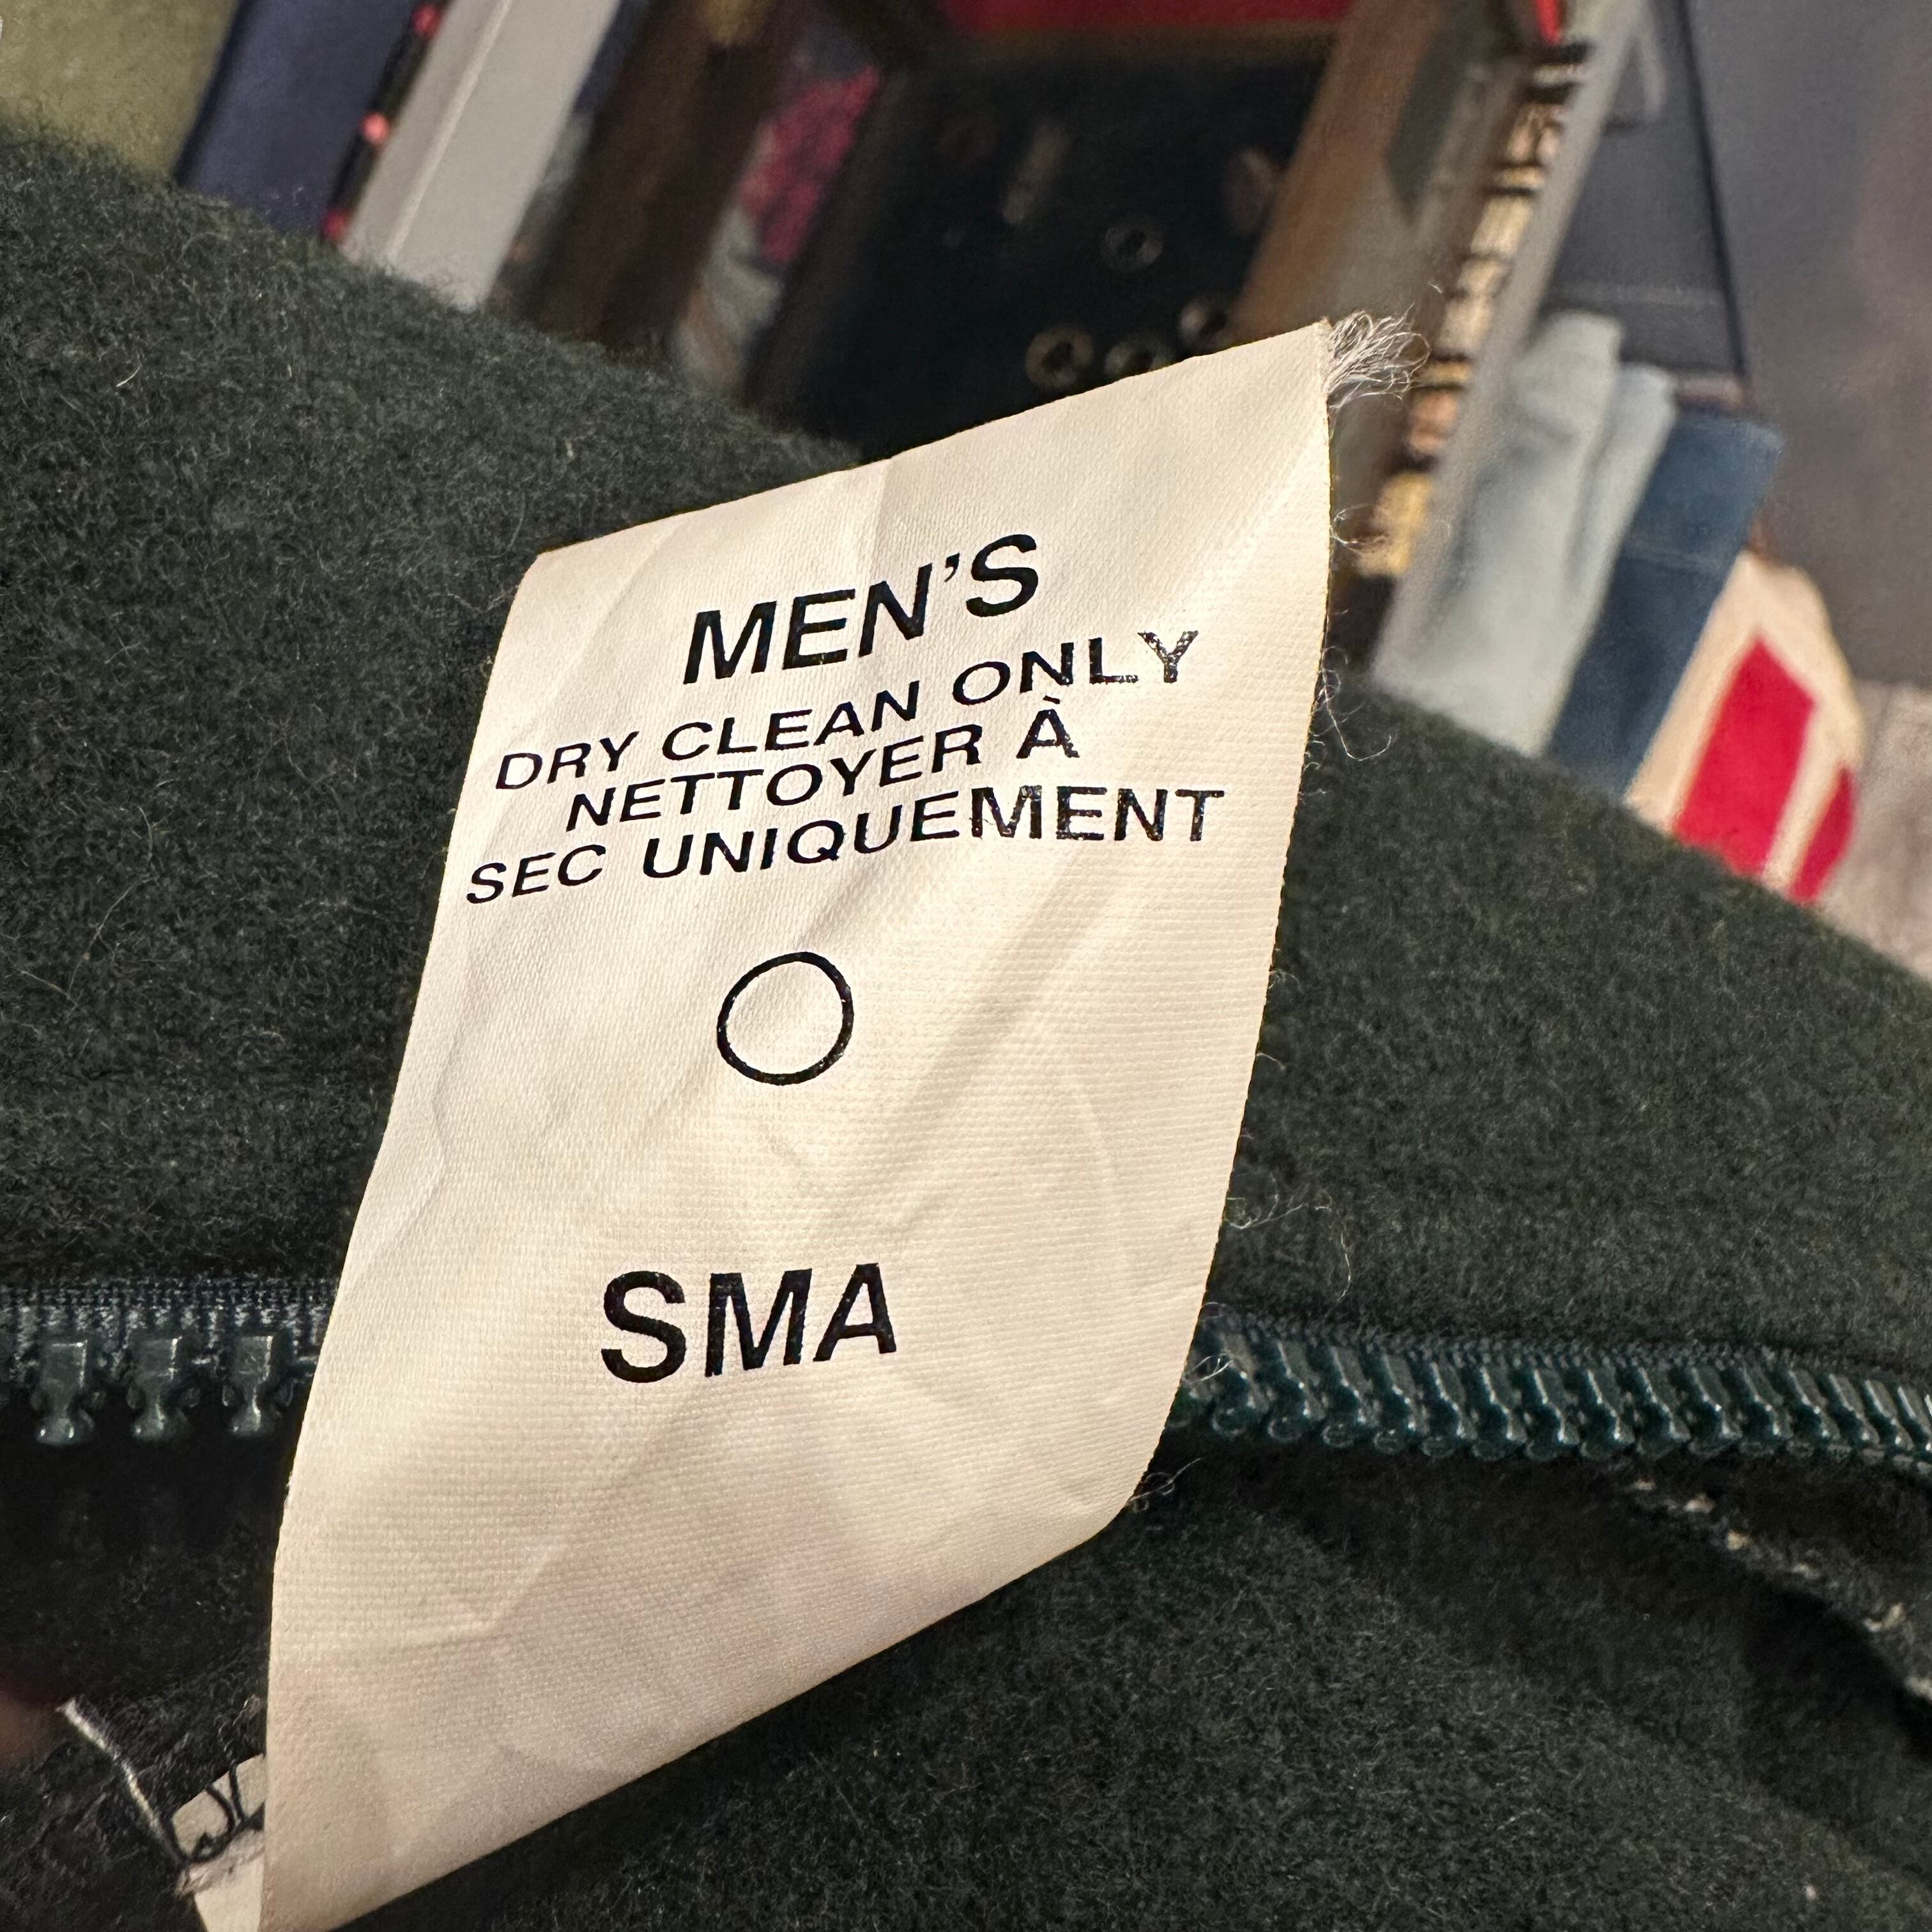 MEN'S
DRY CLEAN ONLY
NETTOYER À
SEC UNIQUEMENT
SMA